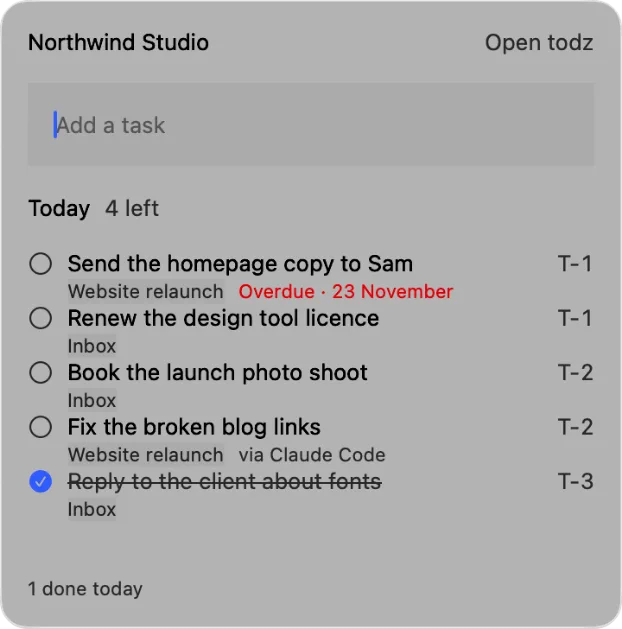 Northwind Studio Open todz
Add a task
Today 4 left
Send the homepage copy to Sam T-1
Website relaunch Overdue · 23 November
Renew the design tool licence T-1
Inbox
Book the launch photo shoot T-2
Inbox
Fix the broken blog links T-2
Website relaunch via Claude Code
Reply to the client about fonts T-3
Inbox
1 done today